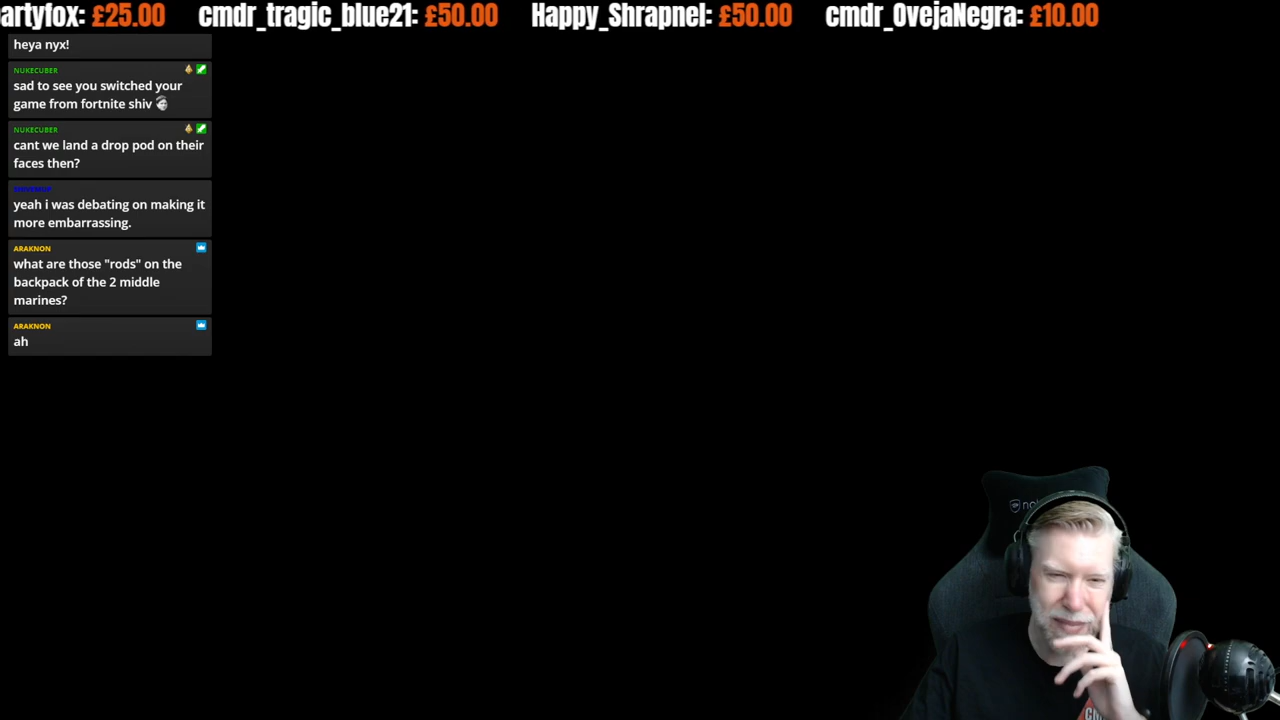 artyfox: £25.00 cmdr_tragic_blue21: £50.00 Happy_Shrapnel: £50.00 cmdr_OvejaNegra: £10.00
heya nyx!
NUKECUBER
sad to see you switched your
game from fortnite shiv
NUKECUBER
cant we land a drop pod on their
faces then?
yeah i was debating on making it
more embarrassing.
ARAKNON
what are those "rods" on the
backpack of the 2 middle
marines?
ARAKNON
ah